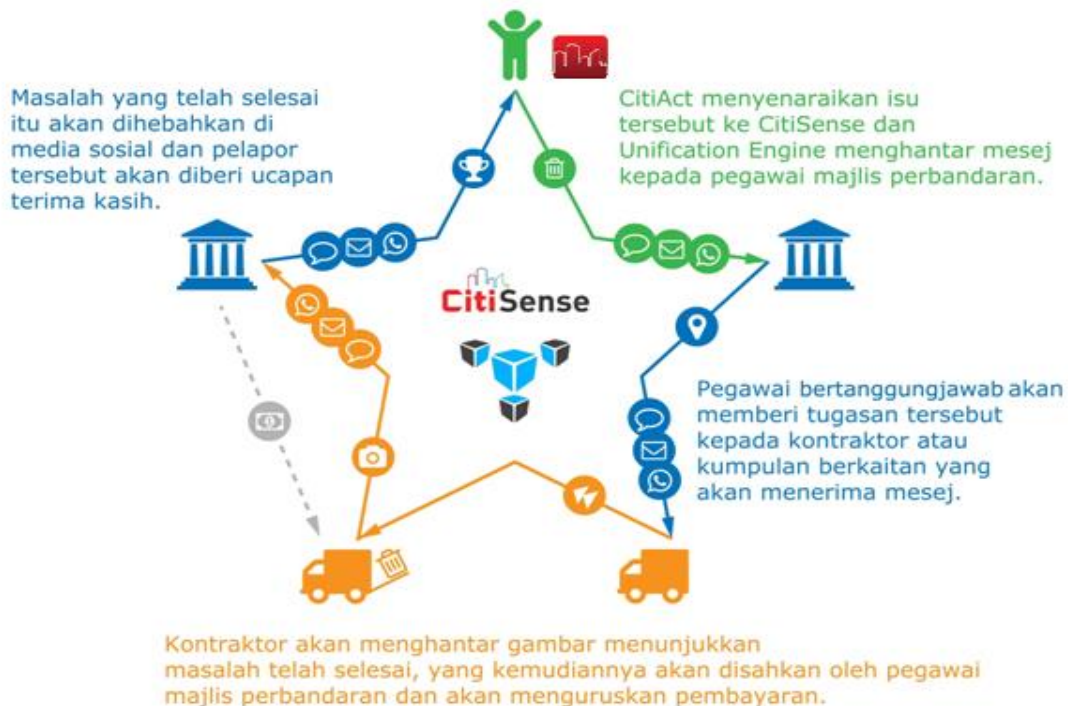 Masalah yang telah selesai
itu akan dihebahkan di
media sosial dan pelapor
tersebut akan diberi ucapan
terima kasih.
CitiAct menyenaraikan isu
tersebut ke CitiSense dan
Unification Engine menghantar mesej
kepada pegawai majlis perbandaran.
CitiSense
Pegawai bertanggungjawab akan
memberi tugasan tersebut
kepada kontraktor atau
kumpulan berkaitan yang
akan menerima mesej.
Kontraktor akan menghantar gambar menunjukkan
masalah telah selesai, yang kemudiannya akan disahkan oleh pegawai
majlis perbandaran dan akan menguruskan pembayaran.